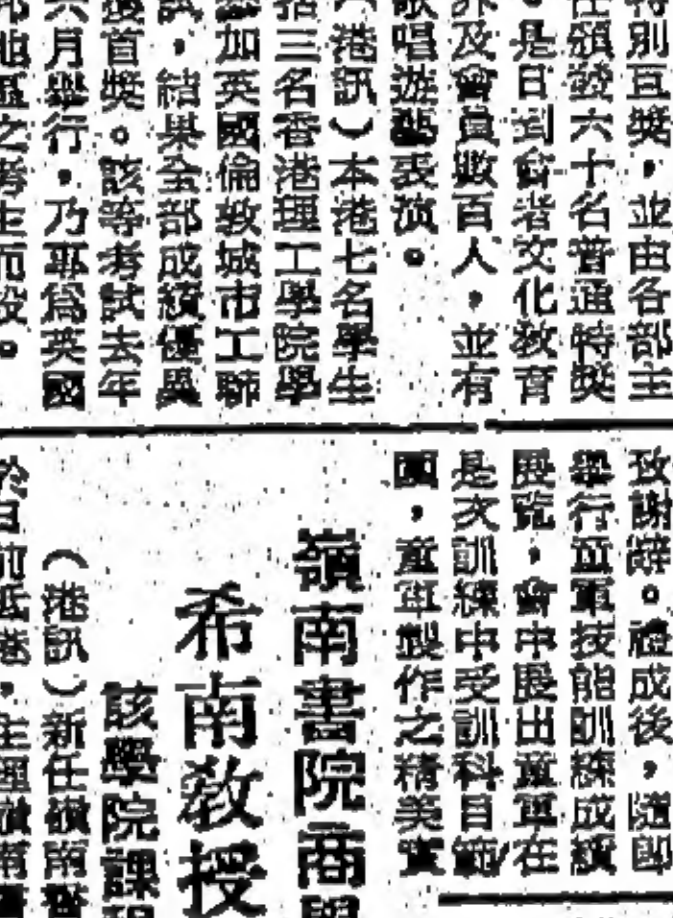 特別互獎，並由各部主
任頒發六十名普通特獎
。是日到會者文化教育
界及會員數百人，並有
歌唱遊藝表演。
（港訊）本港七名學生
括三名香港理工學院學
參加英國倫敦城市工聯
試，結果全部成績優異
獲首獎。該等考試去年
六月舉行，乃專為英國
地區之考生而設。
致謝辭。禮成後，隨即
舉行童軍技能訓練成績
展覽，會中展出童軍在
是次訓練中受訓科目範
圍，童軍製作之精美實
嶺南書院商學
希南教授
該學院課程
（港訊）新任嶺南書
於日前抵港，主理嶺南